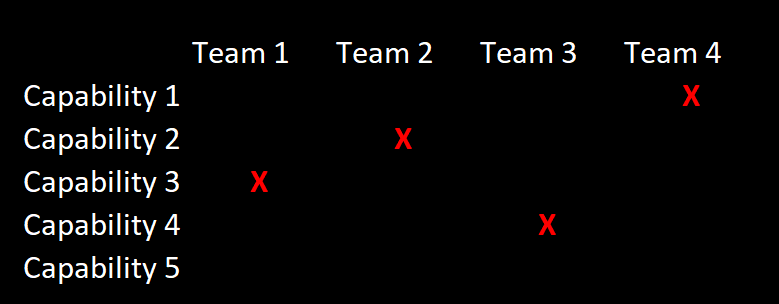 Team 1 Team 2 Team 3 Team 4
Capability 1 X
Capability 2 X
Capability 3 X
Capability 4 X
Capability 5